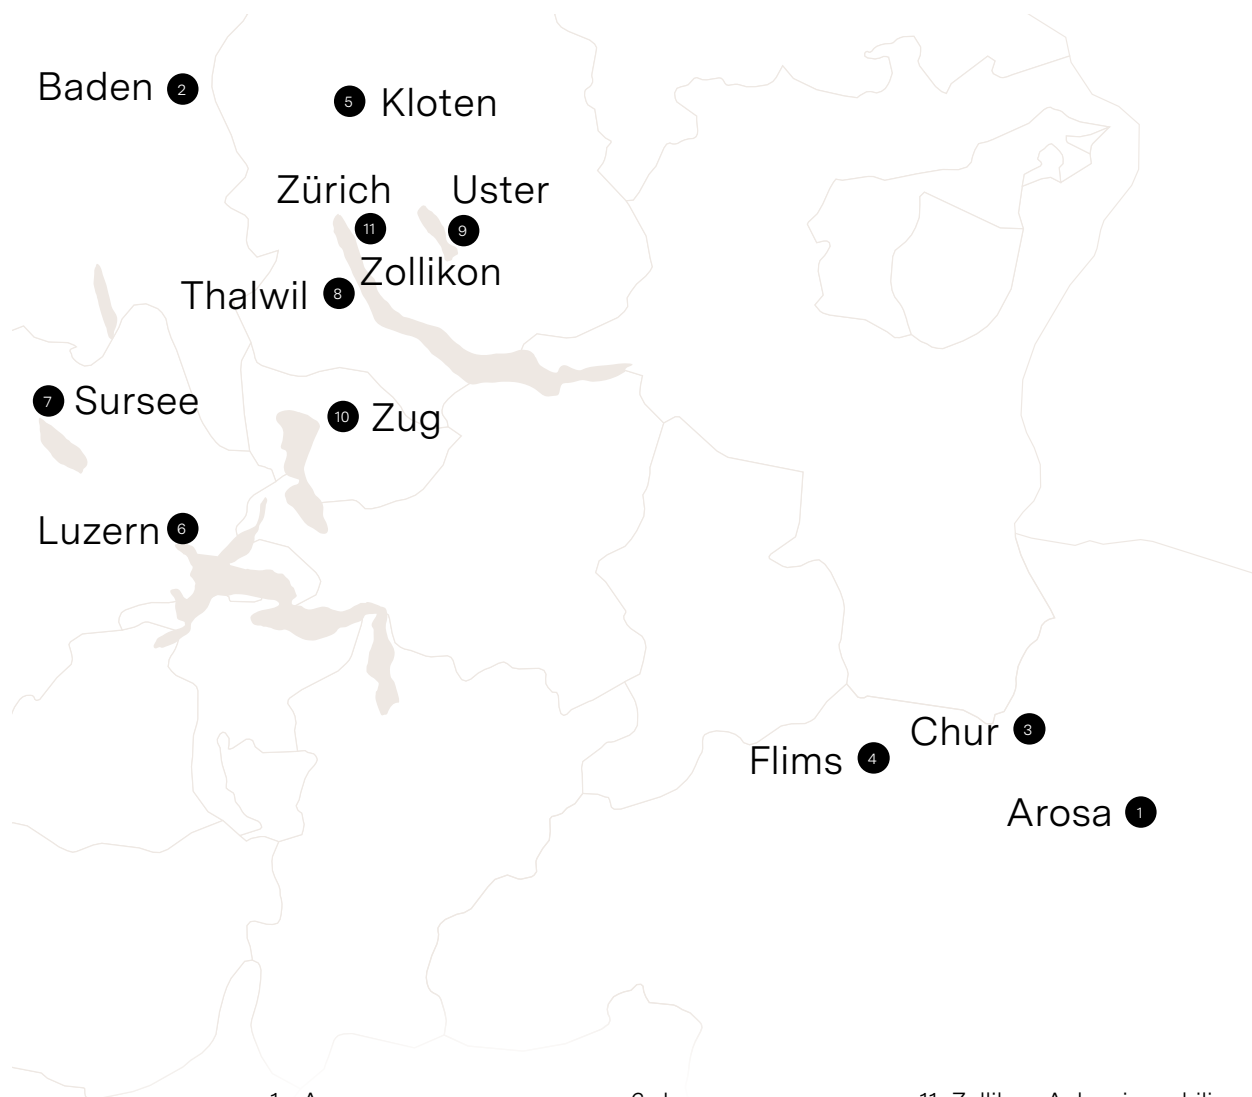 Baden 2
5 Kloten
Zürich
Uster
11
9
Zollikon
Thalwil 8
7 Sursee
10 Zug
Luzern 6
Chur 3
Flims 4
Arosa 1